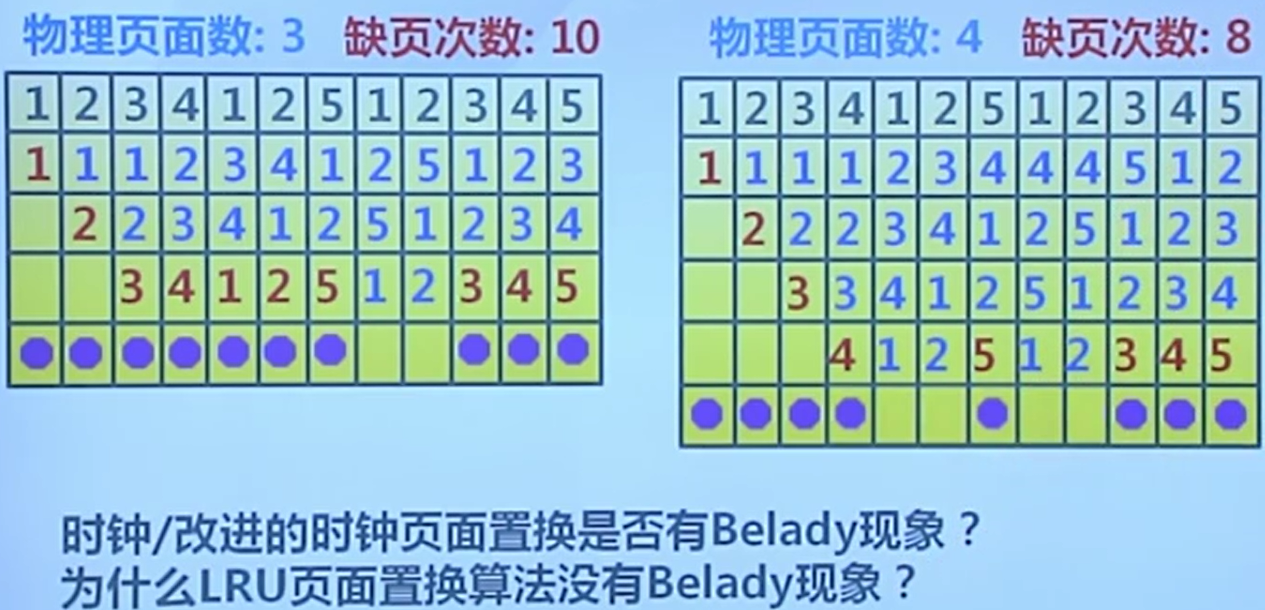 物理页面数: 3 缺页次数: 10
1 2 3 4 1 2 5 1 2 3 4 5
1 1 1 2 3 4 1 2 5 1 2 3
2 2 3 4 1 2 5 1 2 3 4
3 4 1 2 5 1 2 3 4 5
物理页面数: 4 缺页次数: 8
1 2 3 4 1 2 5 1 2 3 4 5
1 1 1 1 2 3 4 4 4 5 1 2
2 2 2 3 4 1 2 5 1 2 3
3 3 4 1 2 5 1 2 3 4
4 1 2 5 1 2 3 4 5
时钟/改进的时钟页面置换是否有Belady现象？
为什么LRU页面置换算法没有Belady现象？